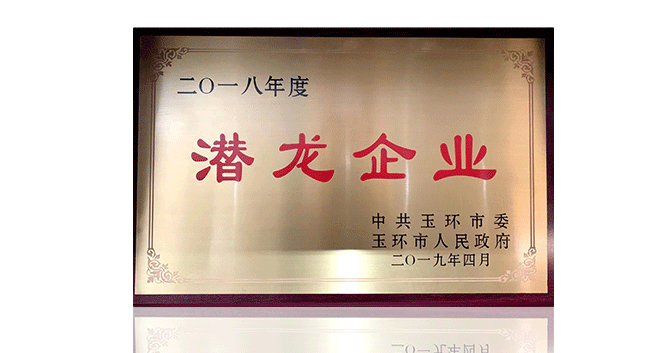 二〇一八年度
潜龙企业
中共玉环市委
玉环市人民政府
二〇一九年四月